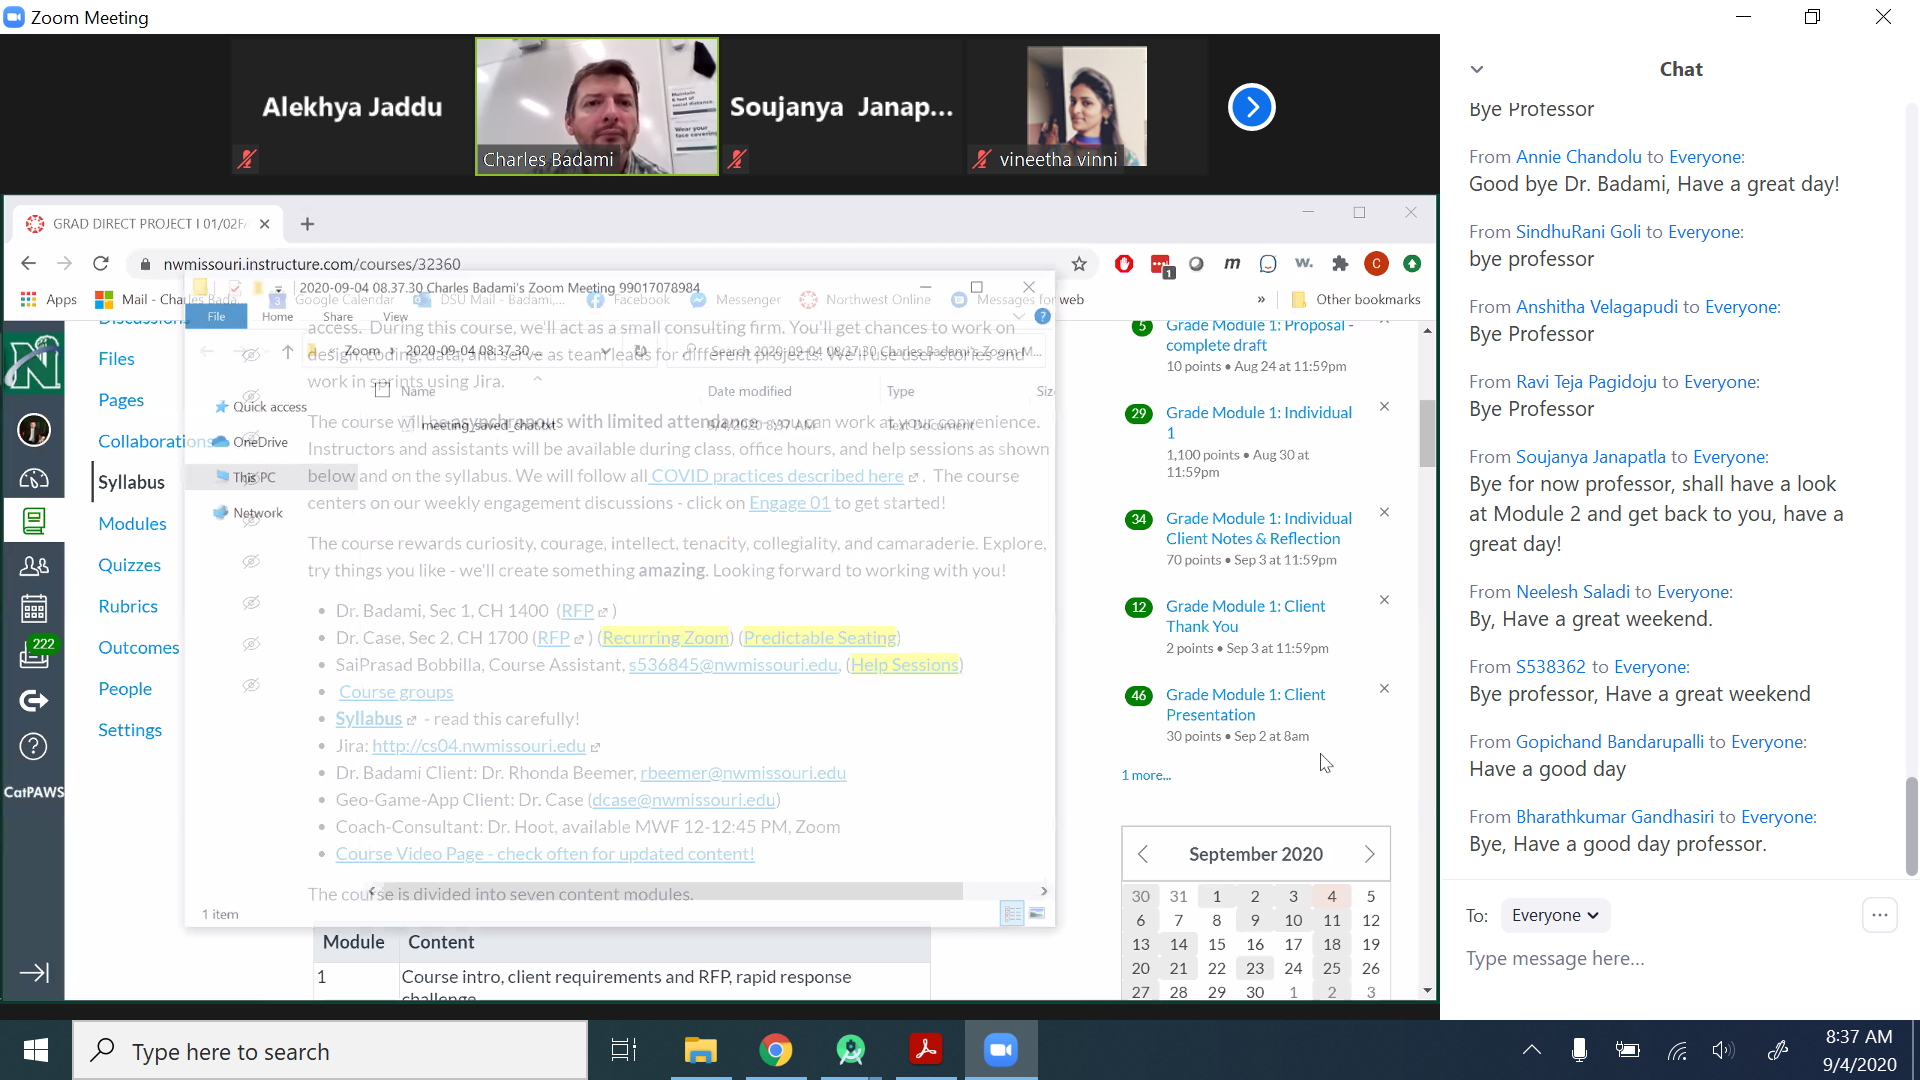 Zoom Meeting
Alekhya Jaddu
Maintain
6 feet of
social distance.
Wear your
face covering
Charles Badami
Soujanya Janap...
vineetha vinni
GRAD DIRECT PROJECT I 01/02F
nwmissouri.instructure.com/courses/32360
Apps
Mail - Charles Bada
Google Calendar
DSU Mail - Badami,...
Facebook
Messenger
Northwest Online
Messages for web
»
Other bookmarks
2020-09-04 08.37.30 Charles Badami's Zoom Meeting 99017078984
File
Home
Share
View
Zoom
2020-09-04 08.37.30...
Search 2020-09-04 08.37.30 Charles Badami's Zoom M...
Name
Date modified
Type
Size
meeting_saved_chat.txt
9/4/2020 8:37 AM
Text Document
Quick access
OneDrive
This PC
Network
1 item
Discussions
Files
Pages
Collaborations
Syllabus
Modules
Quizzes
Rubrics
Outcomes
People
Settings
222
CatPAWS
access. During this course, we'll act as a small consulting firm. You'll get chances to work on
design, coding, data, and serve as team leads for different projects. We'll use user stories and
work in sprints using Jira.
The course will be asynchronous with limited attendance - you can work at your convenience.
Instructors and assistants will be available during class, office hours, and help sessions as shown
below and on the syllabus. We will follow all COVID practices described here . The course
centers on our weekly engagement discussions - click on Engage 01 to get started!
The course rewards curiosity, courage, intellect, tenacity, collegiality, and camaraderie. Explore,
try things you like - we'll create something amazing. Looking forward to working with you!
• Dr. Badami, Sec 1, CH 1400 (RFP )
• Dr. Case, Sec 2, CH 1700 (RFP ) (Recurring Zoom) (Predictable Seating)
• SaiPrasad Bobbilla, Course Assistant, s536845@nwmissouri.edu, (Help Sessions)
• Course groups
• Syllabus - read this carefully!
• Jira: http://cs04.nwmissouri.edu
• Dr. Badami Client: Dr. Rhonda Beemer, rbeemer@nwmissouri.edu
• Geo-Game-App Client: Dr. Case (dcase@nwmissouri.edu)
• Coach-Consultant: Dr. Hoot, available MWF 12-12:45 PM, Zoom
• Course Video Page - check often for updated content!
The course is divided into seven content modules.
Module Content
1 Course intro, client requirements and RFP, rapid response
challenge
5 Grade Module 1: Proposal -
complete draft
10 points • Aug 24 at 11:59pm
29 Grade Module 1: Individual
1
1,100 points • Aug 30 at
11:59pm
34 Grade Module 1: Individual
Client Notes & Reflection
70 points • Sep 3 at 11:59pm
12 Grade Module 1: Client
Thank You
2 points • Sep 3 at 11:59pm
46 Grade Module 1: Client
Presentation
30 points • Sep 2 at 8am
1 more...
September 2020
30 31 1 2 3 4 5
6 7 8 9 10 11 12
13 14 15 16 17 18 19
20 21 22 23 24 25 26
27 28 29 30 1 2 3
Chat
Bye Professor
From Annie Chandolu to Everyone:
Good bye Dr. Badami, Have a great day!
From SindhuRani Goli to Everyone:
bye professor
From Anshitha Velagapudi to Everyone:
Bye Professor
From Ravi Teja Pagidoju to Everyone:
Bye Professor
From Soujanya Janapatla to Everyone:
Bye for now professor, shall have a look
at Module 2 and get back to you, have a
great day!
From Neelesh Saladi to Everyone:
By, Have a great weekend.
From S538362 to Everyone:
Bye professor, Have a great weekend
From Gopichand Bandarupalli to Everyone:
Have a good day
From Bharathkumar Gandhasiri to Everyone:
Bye, Have a good day professor.
To: Everyone
Type message here...
Type here to search
8:37 AM
9/4/2020